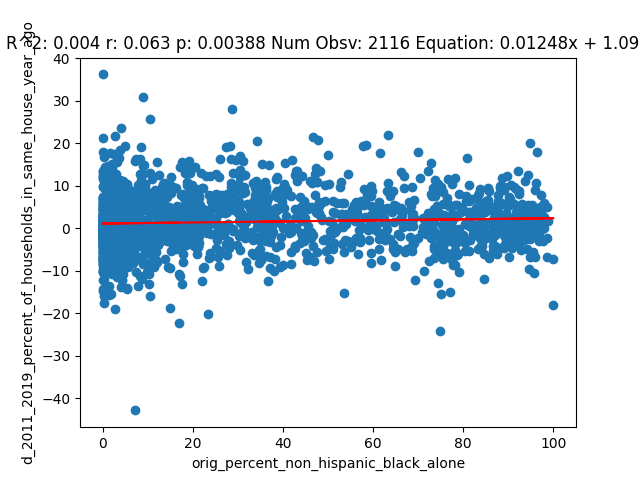 R^2: 0.004 r: 0.063 p: 0.00388 Num Obsv: 2116 Equation: 0.01248x + 1.09
d_2011_2019_percent_of_households_in_same_house_year_ago
40
30
20
10
0
−10
−20
−30
−40
0 20 40 60 80 100
orig_percent_non_hispanic_black_alone